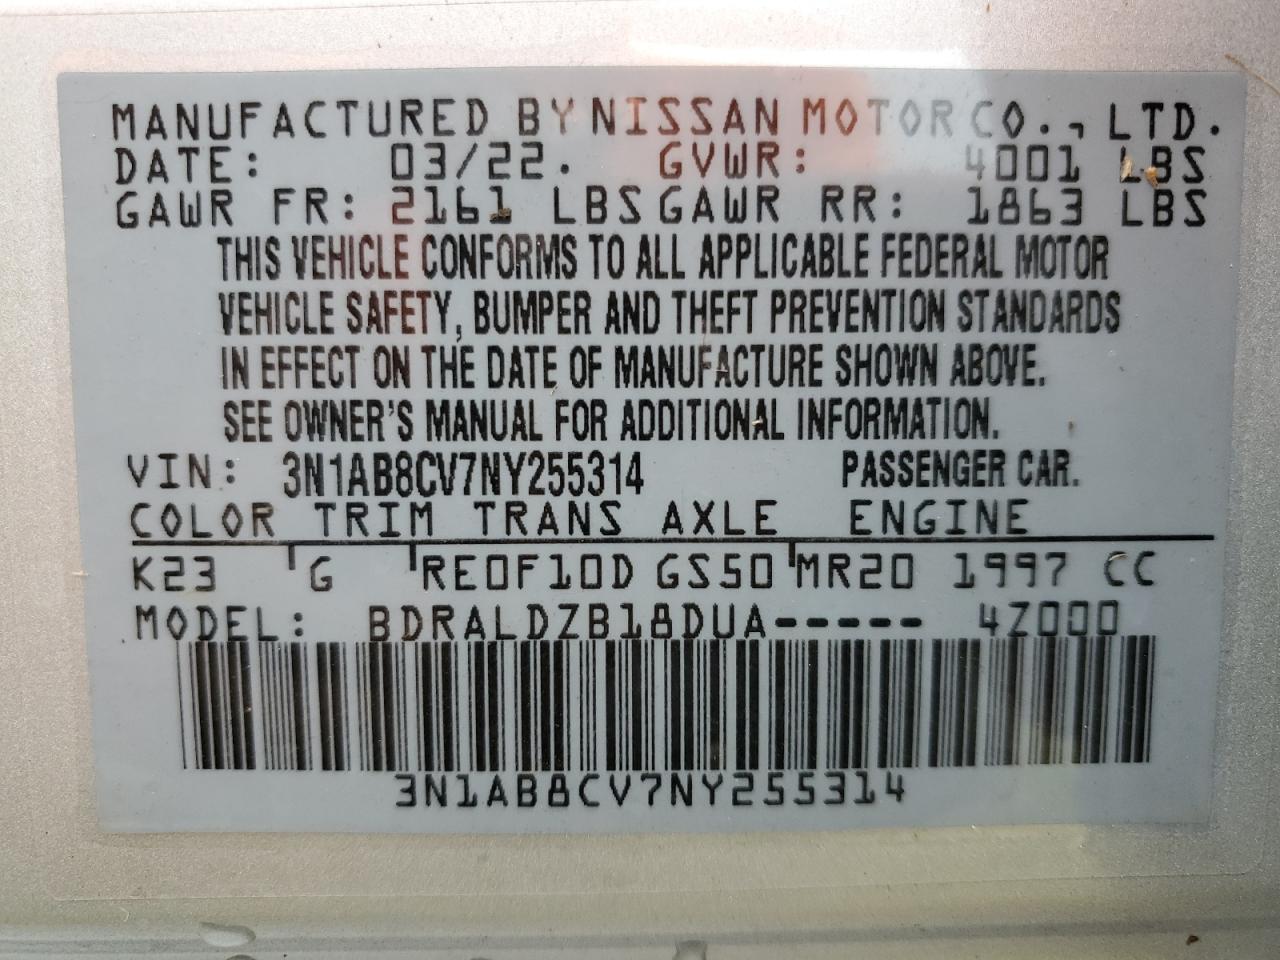 MANUFACTURED BY NISSAN MOTOR CO., LTD.
DATE: 03/22. GVWR: 4001 LBS
GAWR FR: 2161 LBS GAWR RR: 1863 LBS
THIS VEHICLE CONFORMS TO ALL APPLICABLE FEDERAL MOTOR
VEHICLE SAFETY, BUMPER AND THEFT PREVENTION STANDARDS
IN EFFECT ON THE DATE OF MANUFACTURE SHOWN ABOVE.
SEE OWNER'S MANUAL FOR ADDITIONAL INFORMATION.
VIN: 3N1AB8CV7NY255314 PASSENGER CAR.
COLOR TRIM TRANS AXLE ENGINE
K23 G RE0F10D GS50 MR20 1997 CC
MODEL: BDRALDZB18DUA----- 4Z000
3N1AB8CV7NY255314